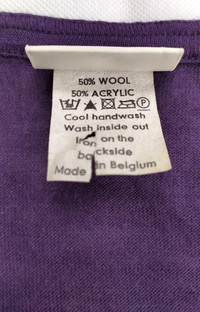 50% WOOL
50% ACRYLIC
Cool handwash
Wash inside out
Iron on the
backside
Made in Belgium